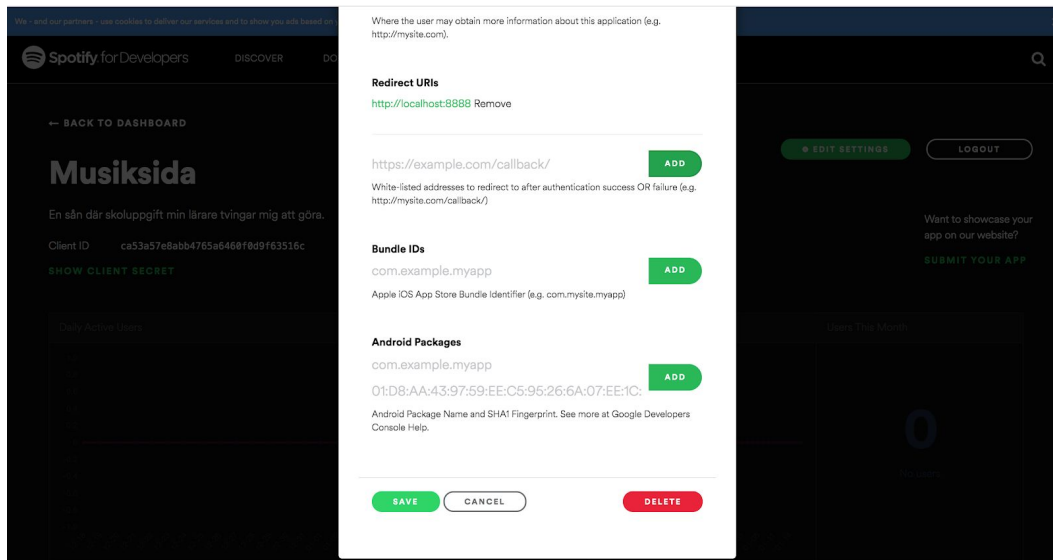 We - and our partners - use cookies to deliver our services and to show you ads based on
Where the user may obtain more information about this application (e.g.
http://mysite.com).
Spotify for Developers
DISCOVER
Redirect URIs
http://localhost:8888 Remove
← BACK TO DASHBOARD
EDIT SETTINGS
LOGOUT
https://example.com/callback/
ADD
Musiksida
White-listed addresses to redirect to after authentication success OR failure (e.g.
http://mysite.com/callback/)
En sån där skoluppgift min lärare tvingar mig att göra.
Want to showcase your
app on our website?
Client ID ca53a57e8abb4765a6460f0d9f63516c
SUBMIT YOUR APP
SHOW CLIENT SECRET
Bundle IDs
com.example.myapp
ADD
Apple iOS App Store Bundle Identifier (e.g. com.mysite.myapp)
Daily Active Users
Users This Month
Android Packages
com.example.myapp
ADD
01:D8:AA:43:97:59:EE:C5:95:26:6A:07:EE:1C:
Android Package Name and SHA1 Fingerprint. See more at Google Developers
Console Help.
0
No users
SAVE
CANCEL
DELETE